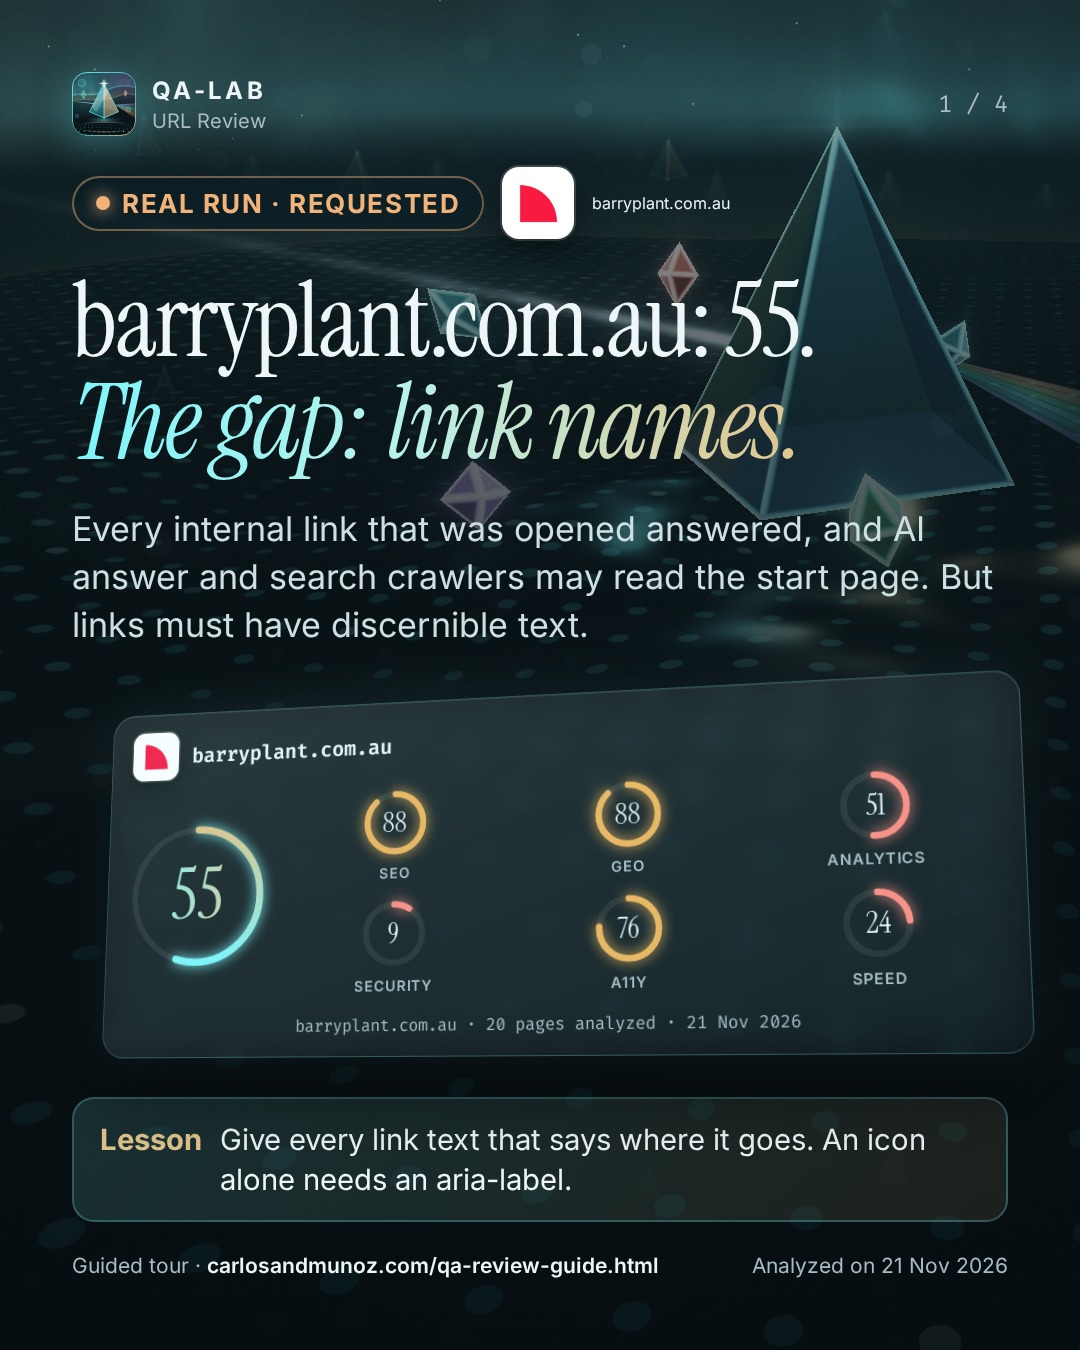 QA-LAB
URL Review
1 / 4
REAL RUN · REQUESTED
barryplant.com.au
barryplant.com.au: 55.
The gap: link names.
Every internal link that was opened answered, and AI
answer and search crawlers may read the start page. But
links must have discernible text.
barryplant.com.au
55
88
SEO
88
GEO
51
ANALYTICS
9
SECURITY
76
A11Y
24
SPEED
barryplant.com.au · 20 pages analyzed · 21 Nov 2026
Lesson
Give every link text that says where it goes. An icon
alone needs an aria-label.
Guided tour · carlosandmunoz.com/qa-review-guide.html
Analyzed on 21 Nov 2026